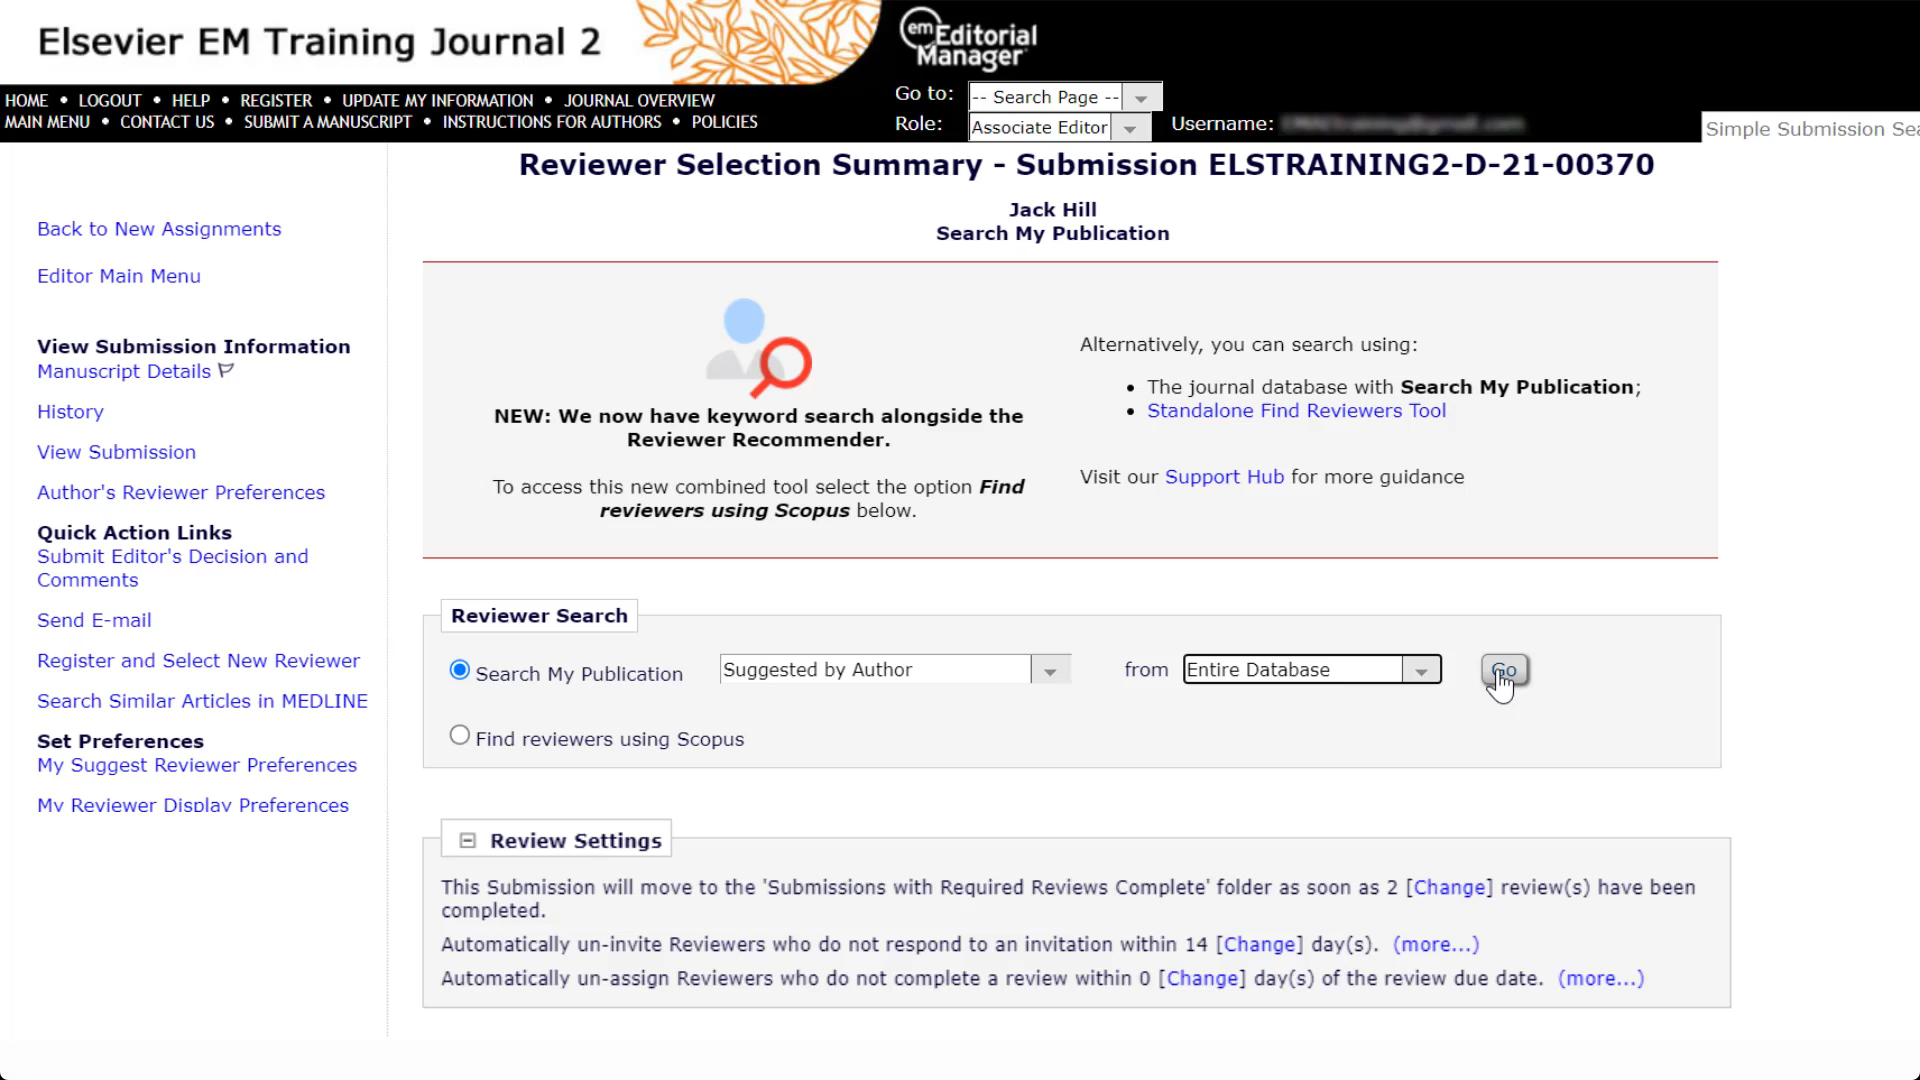 Elsevier EM Training Journal 2
em Editorial
Manager
HOME • LOGOUT • HELP • REGISTER • UPDATE MY INFORMATION • JOURNAL OVERVIEW
MAIN MENU • CONTACT US • SUBMIT A MANUSCRIPT • INSTRUCTIONS FOR AUTHORS • POLICIES
Go to: -- Search Page --
Role: Associate Editor Username:
Simple Submission Sea
Reviewer Selection Summary - Submission ELSTRAINING2-D-21-00370
Jack Hill
Search My Publication
Back to New Assignments
Editor Main Menu
View Submission Information
Manuscript Details
History
View Submission
Author's Reviewer Preferences
Quick Action Links
Submit Editor's Decision and
Comments
Send E-mail
Register and Select New Reviewer
Search Similar Articles in MEDLINE
Set Preferences
My Suggest Reviewer Preferences
My Reviewer Display Preferences
NEW: We now have keyword search alongside the
Reviewer Recommender.
To access this new combined tool select the option Find
reviewers using Scopus below.
Alternatively, you can search using:
• The journal database with Search My Publication;
• Standalone Find Reviewers Tool
Visit our Support Hub for more guidance
Reviewer Search
Search My Publication Suggested by Author from Entire Database Go
Find reviewers using Scopus
Review Settings
This Submission will move to the 'Submissions with Required Reviews Complete' folder as soon as 2 [Change] review(s) have been
completed.
Automatically un-invite Reviewers who do not respond to an invitation within 14 [Change] day(s). (more...)
Automatically un-assign Reviewers who do not complete a review within 0 [Change] day(s) of the review due date. (more...)